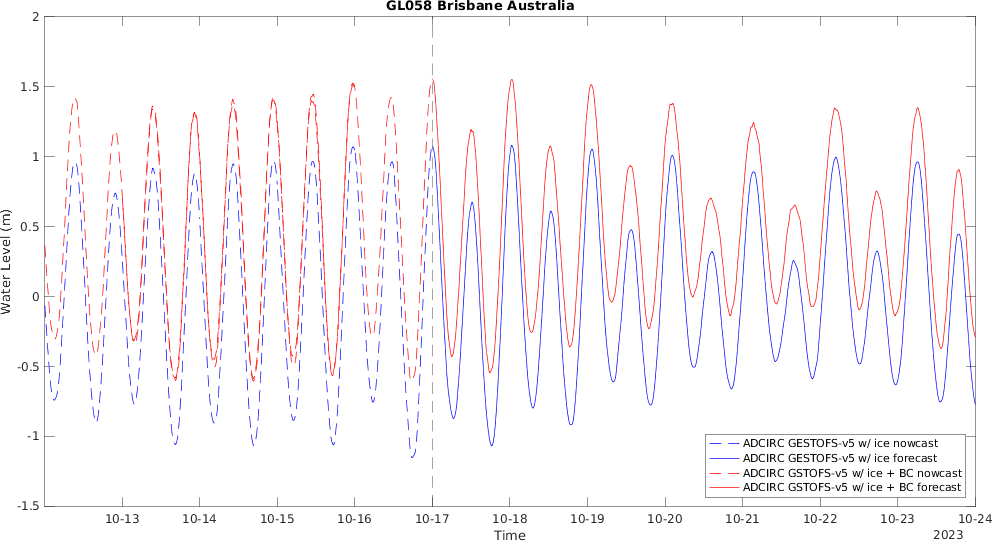 GL058 Brisbane Australia
2
1.5
1
0.5
0
-0.5
-1
-1.5
Water Level (m)
ADCIRC GESTOFS-v5 w/ ice nowcast
ADCIRC GESTOFS-v5 w/ ice forecast
ADCIRC GSTOFS-v5 w/ ice + BC nowcast
ADCIRC GSTOFS-v5 w/ ice + BC forecast
10-13 10-14 10-15 10-16 10-17 10-18 10-19 10-20 10-21 10-22 10-23 10-24
Time
2023